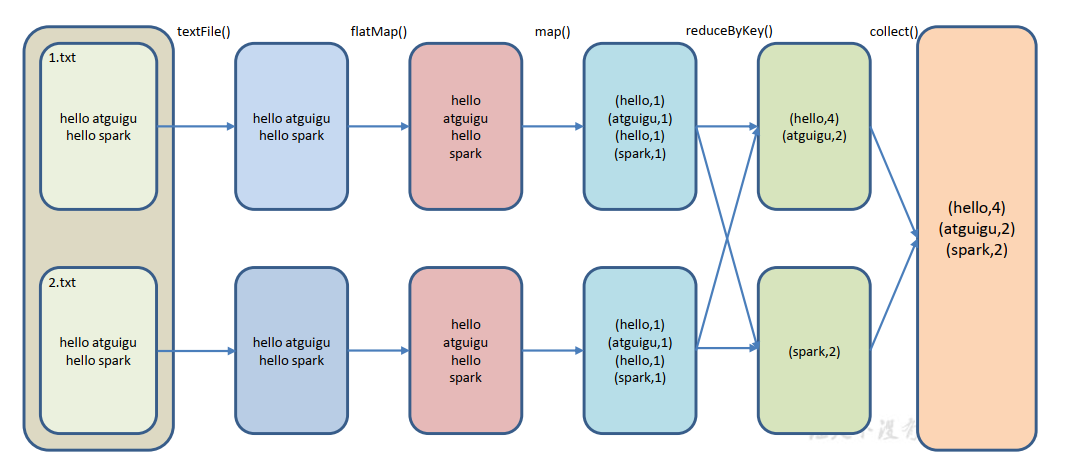 textFile()
flatMap()
map()
reduceByKey()
collect()
1.txt
hello atguigu
hello spark
hello atguigu
hello spark
hello
atguigu
hello
spark
(hello,1)
(atguigu,1)
(hello,1)
(spark,1)
(hello,4)
(atguigu,2)
(hello,4)
(atguigu,2)
(spark,2)
2.txt
hello atguigu
hello spark
hello atguigu
hello spark
hello
atguigu
hello
spark
(hello,1)
(atguigu,1)
(hello,1)
(spark,1)
(spark,2)